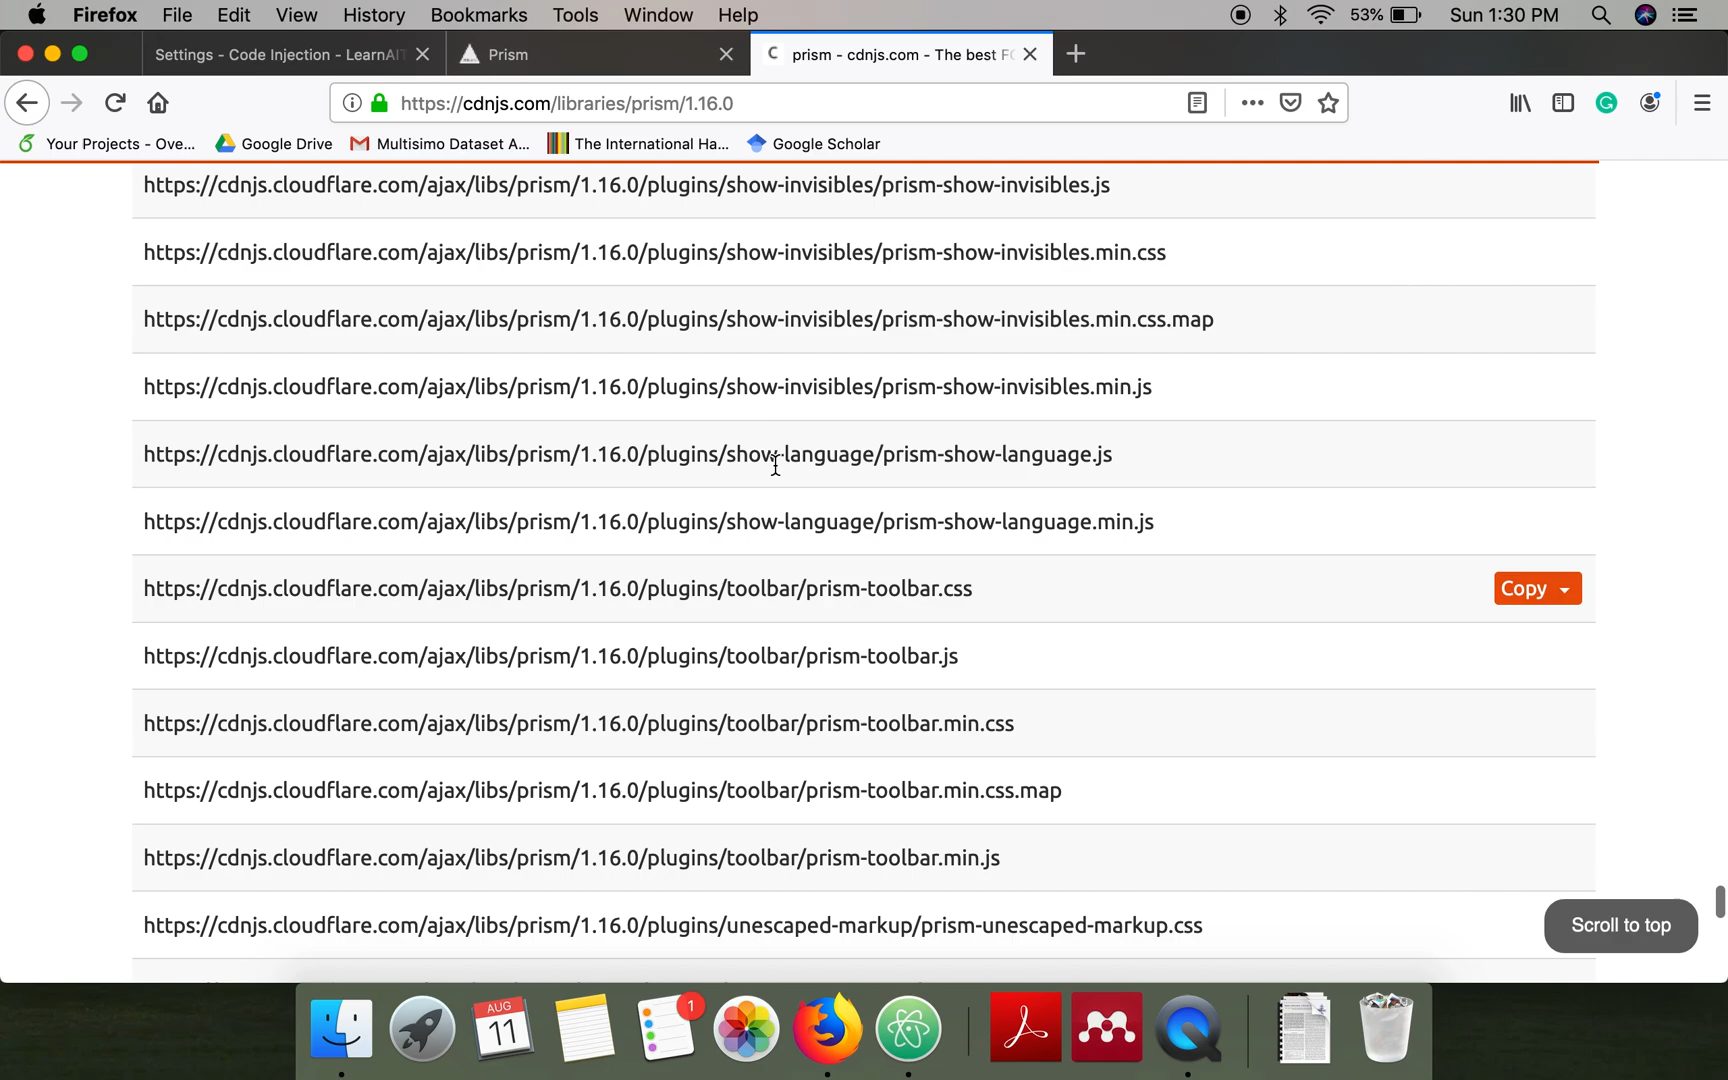 Firefox File Edit View History Bookmarks Tools Window Help 53% Sun 1:30 PM
Settings - Code Injection - LearnAIT Prism C prism - cdnjs.com - The best FO
https://cdnjs.com/libraries/prism/1.16.0
Your Projects - Ove... Google Drive Multisimo Dataset A... The International Ha... Google Scholar
https://cdnjs.cloudflare.com/ajax/libs/prism/1.16.0/plugins/show-invisibles/prism-show-invisibles.js
https://cdnjs.cloudflare.com/ajax/libs/prism/1.16.0/plugins/show-invisibles/prism-show-invisibles.min.css
https://cdnjs.cloudflare.com/ajax/libs/prism/1.16.0/plugins/show-invisibles/prism-show-invisibles.min.css.map
https://cdnjs.cloudflare.com/ajax/libs/prism/1.16.0/plugins/show-invisibles/prism-show-invisibles.min.js
https://cdnjs.cloudflare.com/ajax/libs/prism/1.16.0/plugins/show-language/prism-show-language.js
https://cdnjs.cloudflare.com/ajax/libs/prism/1.16.0/plugins/show-language/prism-show-language.min.js
https://cdnjs.cloudflare.com/ajax/libs/prism/1.16.0/plugins/toolbar/prism-toolbar.css Copy
https://cdnjs.cloudflare.com/ajax/libs/prism/1.16.0/plugins/toolbar/prism-toolbar.js
https://cdnjs.cloudflare.com/ajax/libs/prism/1.16.0/plugins/toolbar/prism-toolbar.min.css
https://cdnjs.cloudflare.com/ajax/libs/prism/1.16.0/plugins/toolbar/prism-toolbar.min.css.map
https://cdnjs.cloudflare.com/ajax/libs/prism/1.16.0/plugins/toolbar/prism-toolbar.min.js
https://cdnjs.cloudflare.com/ajax/libs/prism/1.16.0/plugins/unescaped-markup/prism-unescaped-markup.css
Scroll to top
AUG
11
1